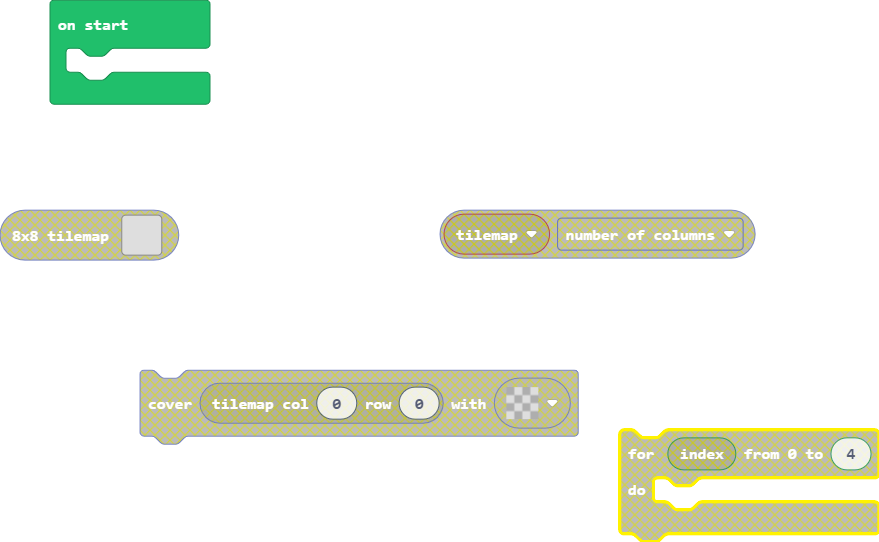 on start
8x8 tilemap
tilemap number of columns
cover tilemap col 0 row 0 with
for index from 0 to 4
do